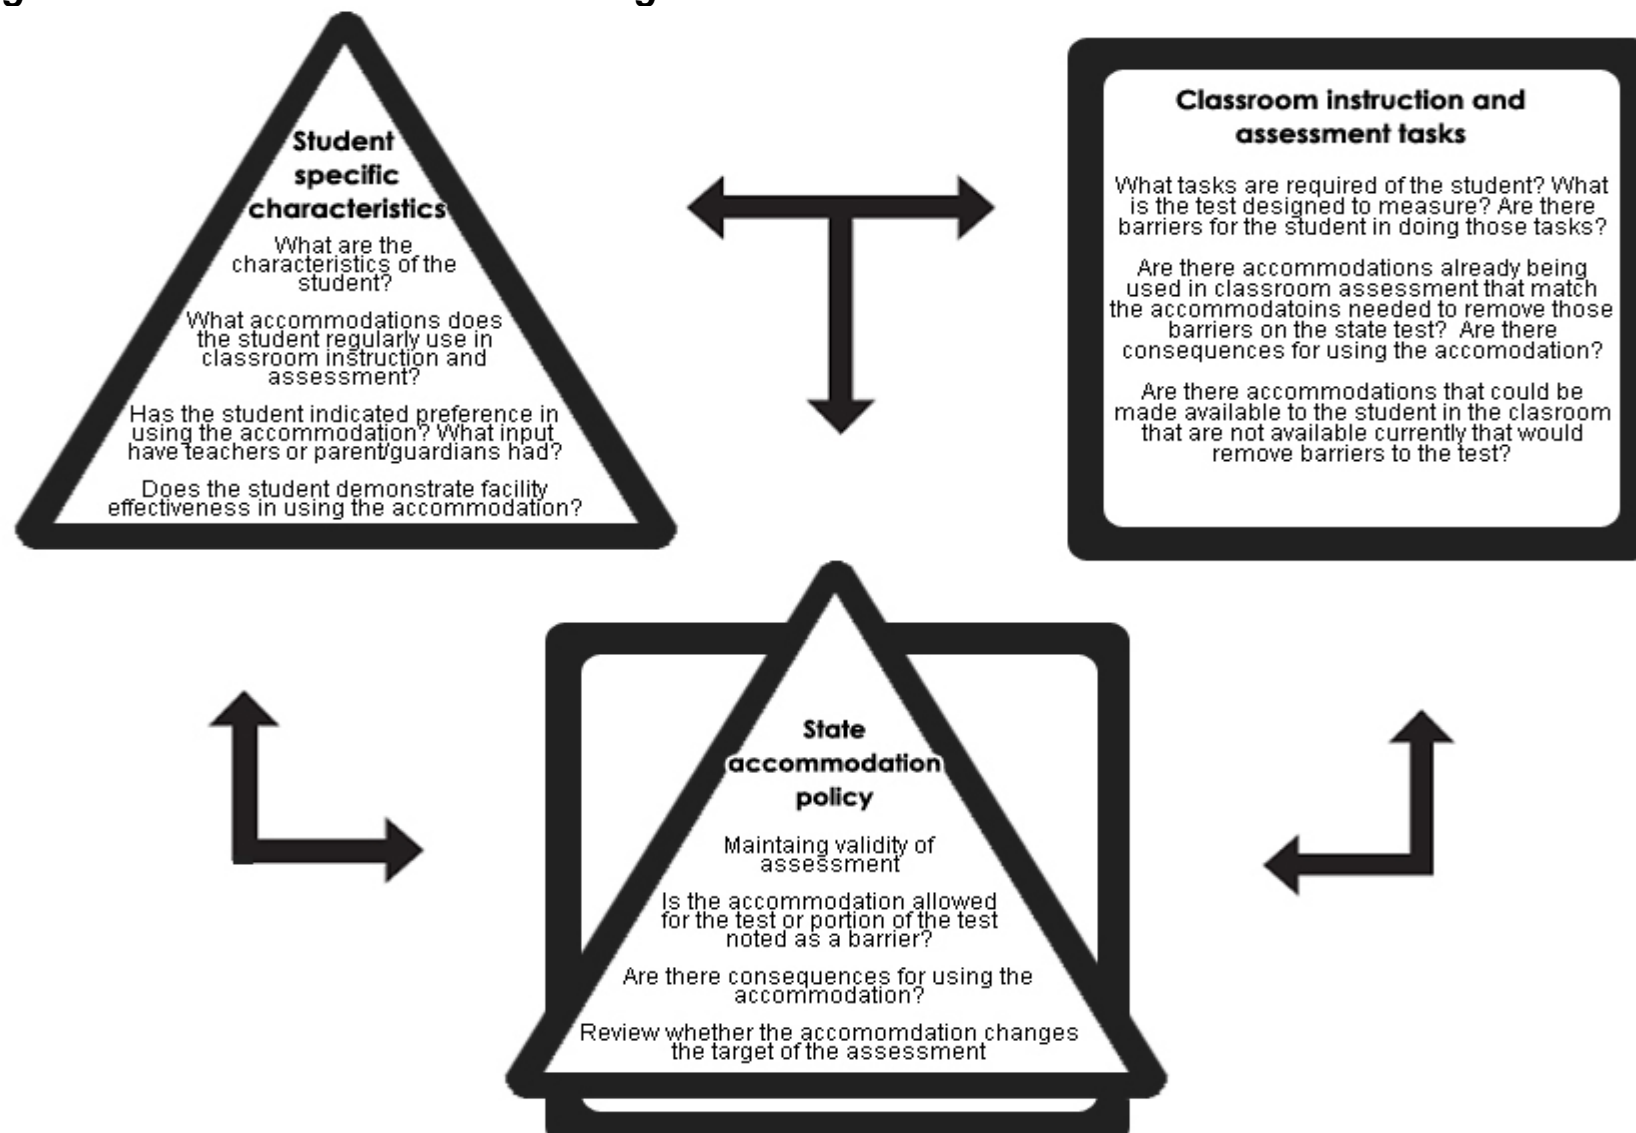 Student
specific
characteristics
What are the
characteristics of the
student?
What accommodations does
the student regularly use in
classroom instruction and
assessment?
Has the student indicated preference in
using the accommodation? What input
have teachers or parent/guardians had?
Does the student demonstrate facility
effectiveness in using the accommodation?
Classroom instruction and
assessment tasks
What tasks are required of the student? What
is the test designed to measure? Are there
barriers for the student in doing those tasks?
Are there accommodations already being
used in classroom assessment that match
the accommodatoins needed to remove those
barriers on the state test? Are there
consequences for using the accomodation?
Are there accommodations that could be
made available to the student in the clasroom
that are not available currently that would
remove barriers to the test?
State
accommodation
policy
Maintaing validity of
assessment
Is the accommodation allowed
for the test or portion of the test
noted as a barrier?
Are there consequences for using the
accommodation?
Review whether the accomomdation changes
the target of the assessment